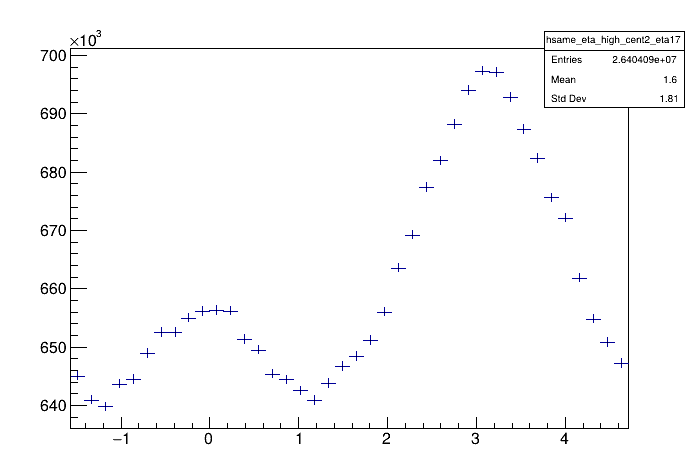 ×10³
hsame_eta_high_cent2_eta17
Entries 2.640409e+07
Mean 1.6
Std Dev 1.81
700
690
680
670
660
650
640
−1 0 1 2 3 4